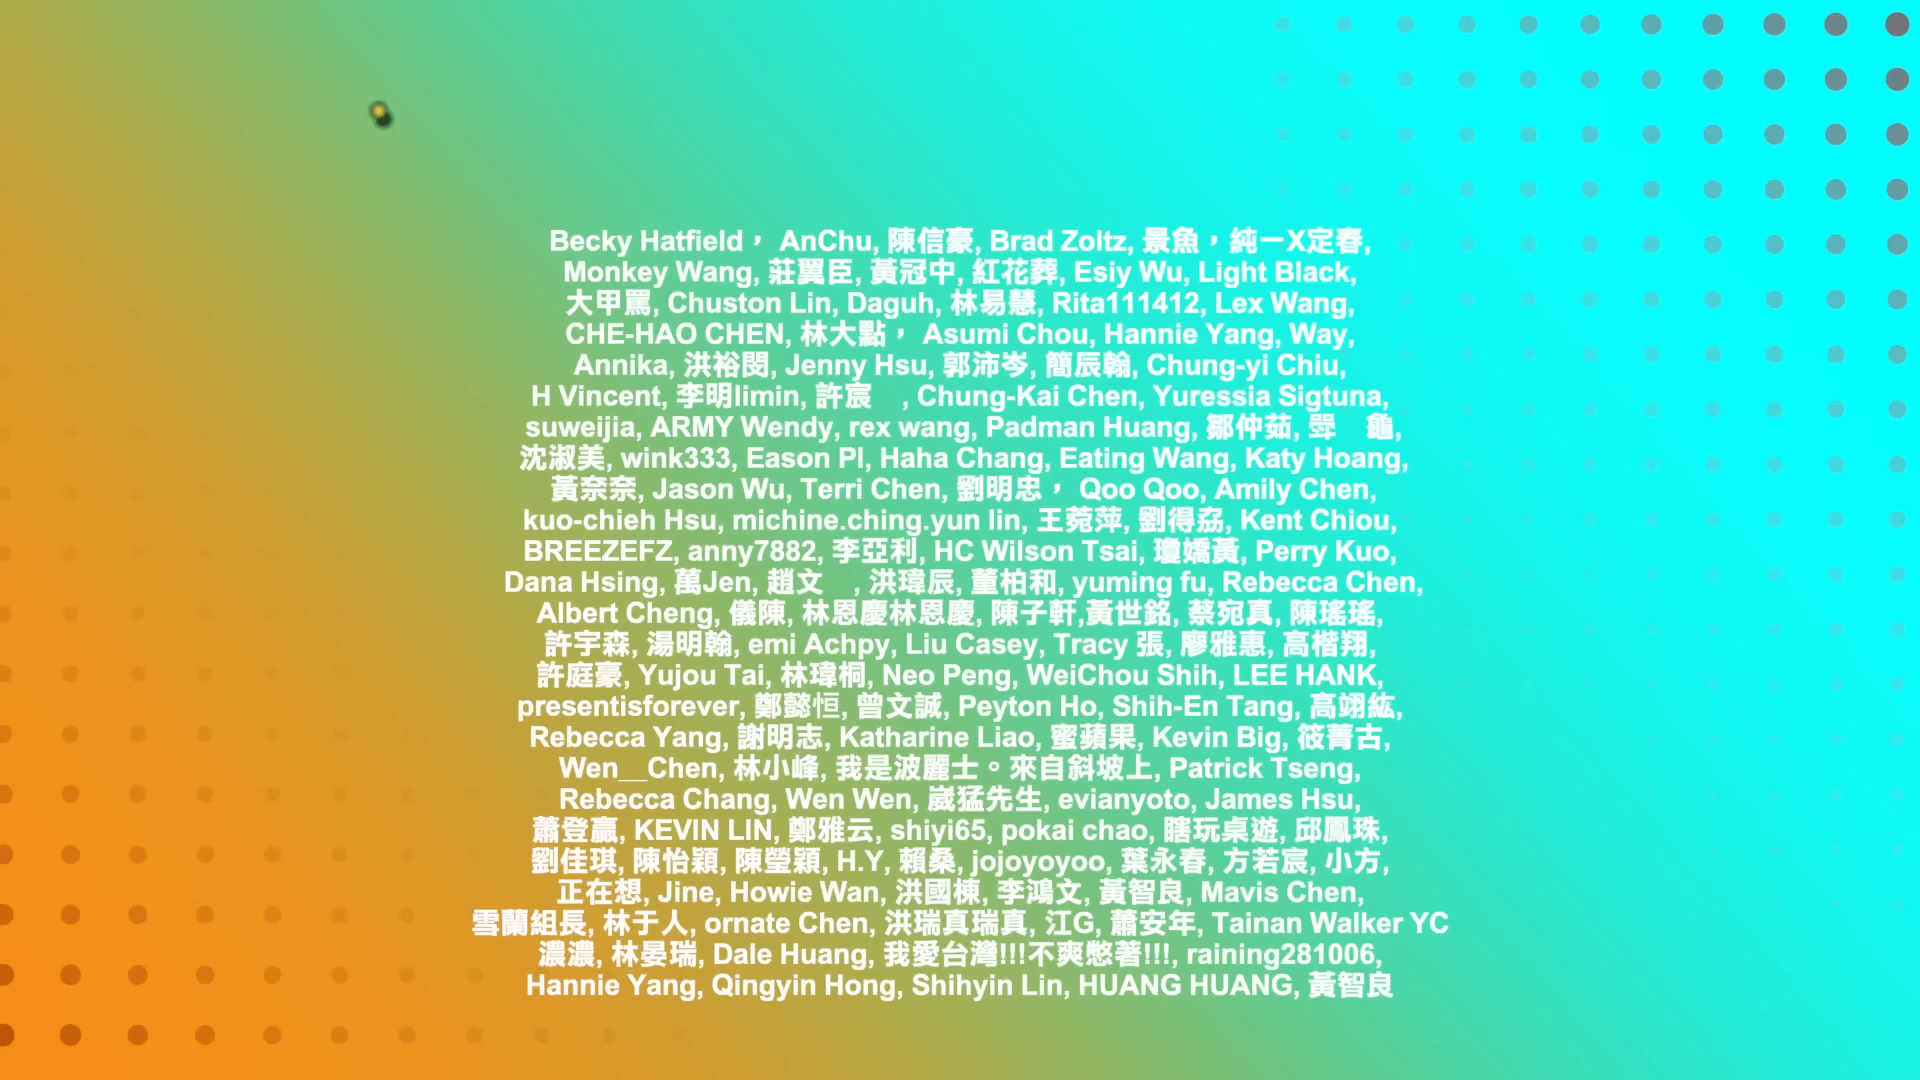 Becky Hatfield， AnChu, 陳信豪, Brad Zoltz, 景魚，純一X定春,
Monkey Wang, 莊翼臣, 黃冠中, 紅花葬, Esiy Wu, Light Black,
大甲罵, Chuston Lin, Daguh, 林易慧, Rita111412, Lex Wang,
CHE-HAO CHEN, 林大點， Asumi Chou, Hannie Yang, Way,
Annika, 洪裕閔, Jenny Hsu, 郭沛岑, 簡辰翰, Chung-yi Chiu,
H Vincent, 李明limin, 許宸 , Chung-Kai Chen, Yuressia Sigtuna,
suweijia, ARMY Wendy, rex wang, Padman Huang, 鄒仲茹, 龜,
沈淑美, wink333, Eason PI, Haha Chang, Eating Wang, Katy Hoang,
黃奈奈, Jason Wu, Terri Chen, 劉明忠， Qoo Qoo, Amily Chen,
kuo-chieh Hsu, michine.ching.yun lin, 王菀萍, 劉得劦, Kent Chiou,
BREEZEFZ, anny7882, 李亞利, HC Wilson Tsai, 瓊嬌黃, Perry Kuo,
Dana Hsing, 萬Jen, 趙文 , 洪瑋辰, 董柏和, yuming fu, Rebecca Chen,
Albert Cheng, 儀陳, 林恩慶林恩慶, 陳子軒,黃世銘, 蔡宛真, 陳瑤瑤,
許宇森, 湯明翰, emi Achpy, Liu Casey, Tracy 張, 廖雅惠, 高楷翔,
許庭豪, Yujou Tai, 林瑋桐, Neo Peng, WeiChou Shih, LEE HANK,
presentisforever, 鄭懿恒, 曾文誠, Peyton Ho, Shih-En Tang, 高翊紘,
Rebecca Yang, 謝明志, Katharine Liao, 蜜蘋果, Kevin Big, 筱菁古,
Wen__Chen, 林小峰, 我是波麗士。來自斜坡上, Patrick Tseng,
Rebecca Chang, Wen Wen, 崴猛先生, evianyoto, James Hsu,
蕭登贏, KEVIN LIN, 鄭雅云, shiyi65, pokai chao, 瞎玩桌遊, 邱鳳珠,
劉佳琪, 陳怡穎, 陳瑩穎, H.Y, 賴桑, jojoyoyoo, 葉永春, 方若宸, 小方,
正在想, Jine, Howie Wan, 洪國棟, 李鴻文, 黃智良, Mavis Chen,
雪蘭組長, 林于人, ornate Chen, 洪瑞真瑞真, 江G, 蕭安年, Tainan Walker YC
濃濃, 林晏瑞, Dale Huang, 我愛台灣!!!不爽憋著!!!, raining281006,
Hannie Yang, Qingyin Hong, Shihyin Lin, HUANG HUANG, 黃智良